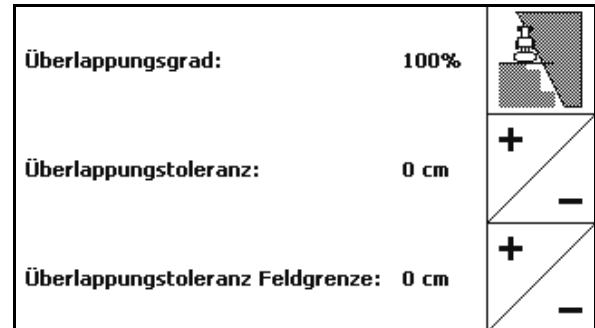 Überlappungsgrad: 100%
+
Überlappungstoleranz: 0 cm
−
+
Überlappungstoleranz Feldgrenze: 0 cm
−